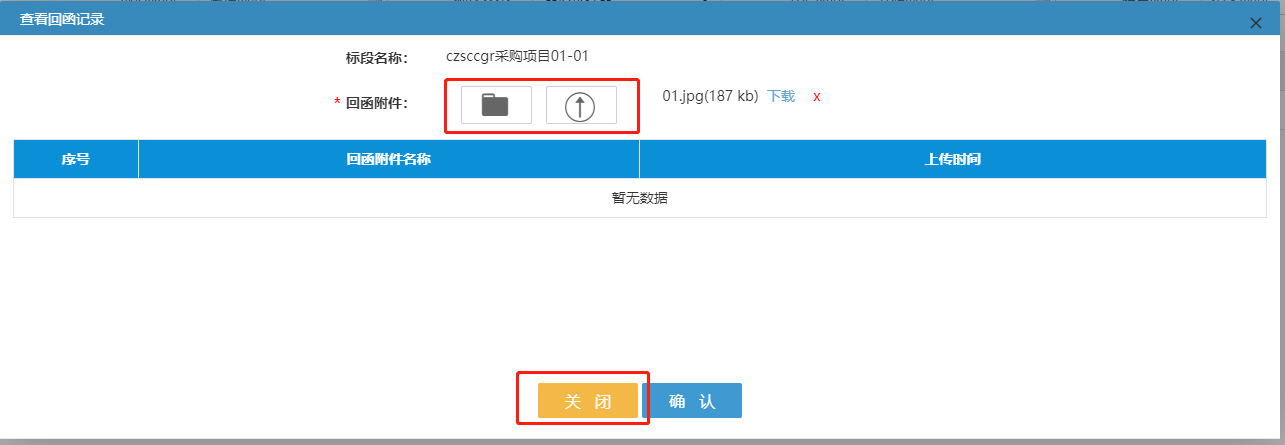 查看回函记录
标段名称： czsccgr采购项目01-01
* 回函附件： 01.jpg(187 kb) 下载 x
序号 回函附件名称 上传时间
暂无数据
关 闭 确 认